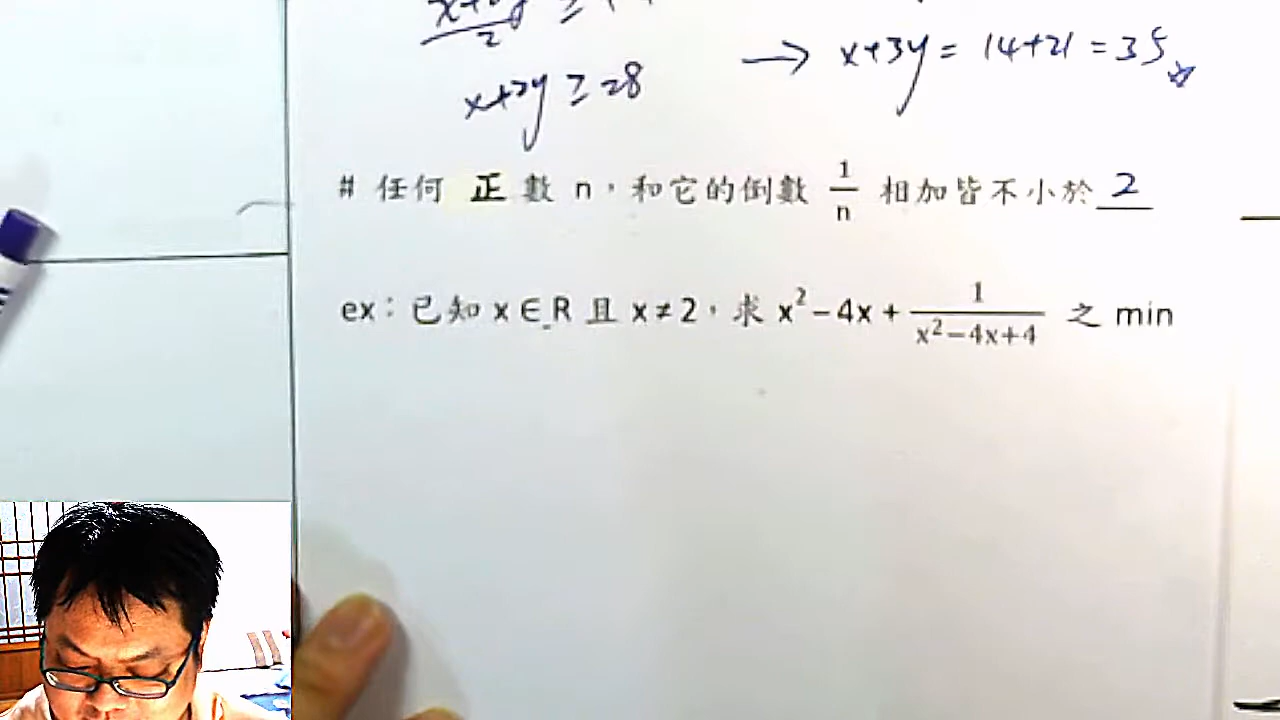 x+2y ≥ 28
→ x+3y = 14+21 = 35
# 任何 正 數 n，和它的倒數 1/n 相加皆不小於 2
ex：已知 x ∈ R 且 x ≠ 2，求 x² − 4x + 1/(x²−4x+4) 之 min